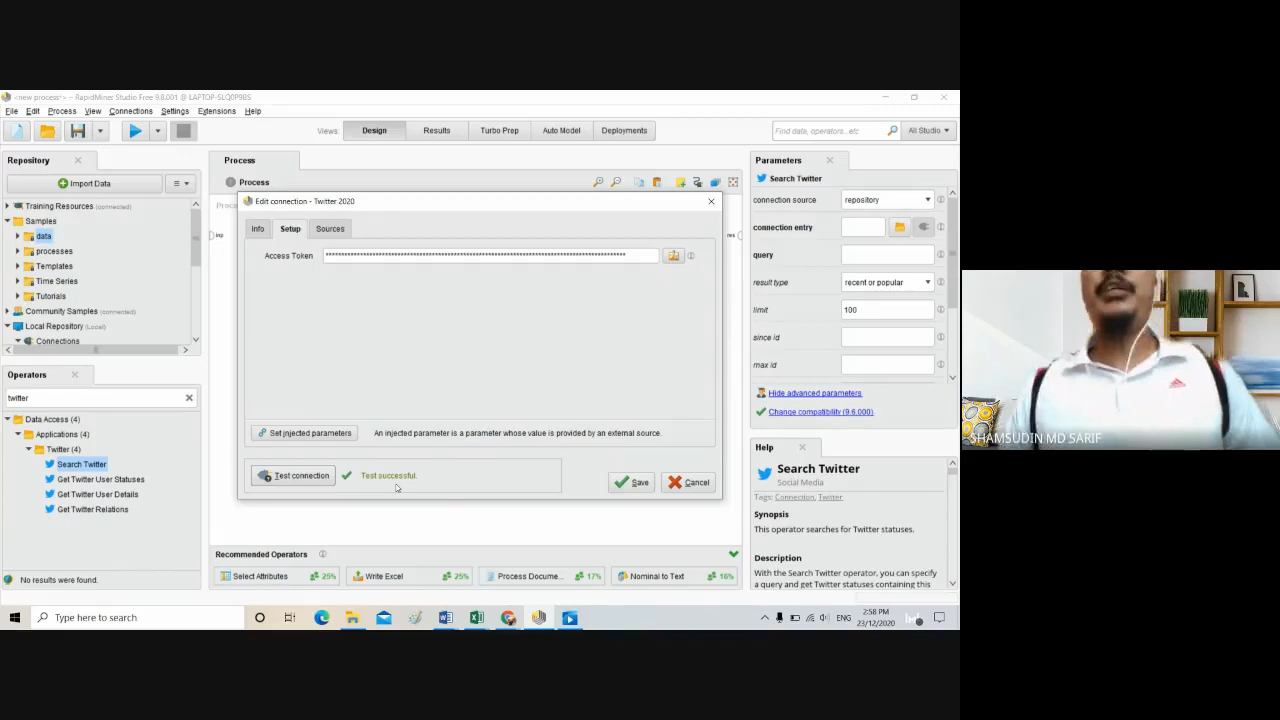 <new process*> – RapidMiner Studio Free 9.8.001 @ LAPTOP-SLQ0P9BS
File Edit Process View Connections Settings Extensions Help
Views: Design Results Turbo Prep Auto Model Deployments
Find data, operators...etc All Studio
Repository
Import Data
Training Resources (connected)
Samples
data
processes
Templates
Time Series
Tutorials
Community Samples (connected)
Local Repository (Local)
Connections
Operators
twitter
Data Access (4)
Applications (4)
Twitter (4)
Search Twitter
Get Twitter User Statuses
Get Twitter User Details
Get Twitter Relations
No results were found.
Process
Process
inp
res
Edit connection - Twitter 2020
Info Setup Sources
Access Token
Set injected parameters An injected parameter is a parameter whose value is provided by an external source.
Test connection Test successful.
Save Cancel
Recommended Operators
Select Attributes 25% Write Excel 25% Process Docume... 17% Nominal to Text 16%
Parameters
Search Twitter
connection source repository
connection entry
query
result type recent or popular
limit 100
since id
max id
Hide advanced parameters
Change compatibility (9.6.000)
Help
Search Twitter
Social Media
Tags: Connection, Twitter
Synopsis
This operator searches for Twitter statuses.
Description
With the Search Twitter operator, you can specify
a query and get Twitter statuses containing this
Type here to search
ENG
2:58 PM
23/12/2020
SHAMSUDIN MD SARIF